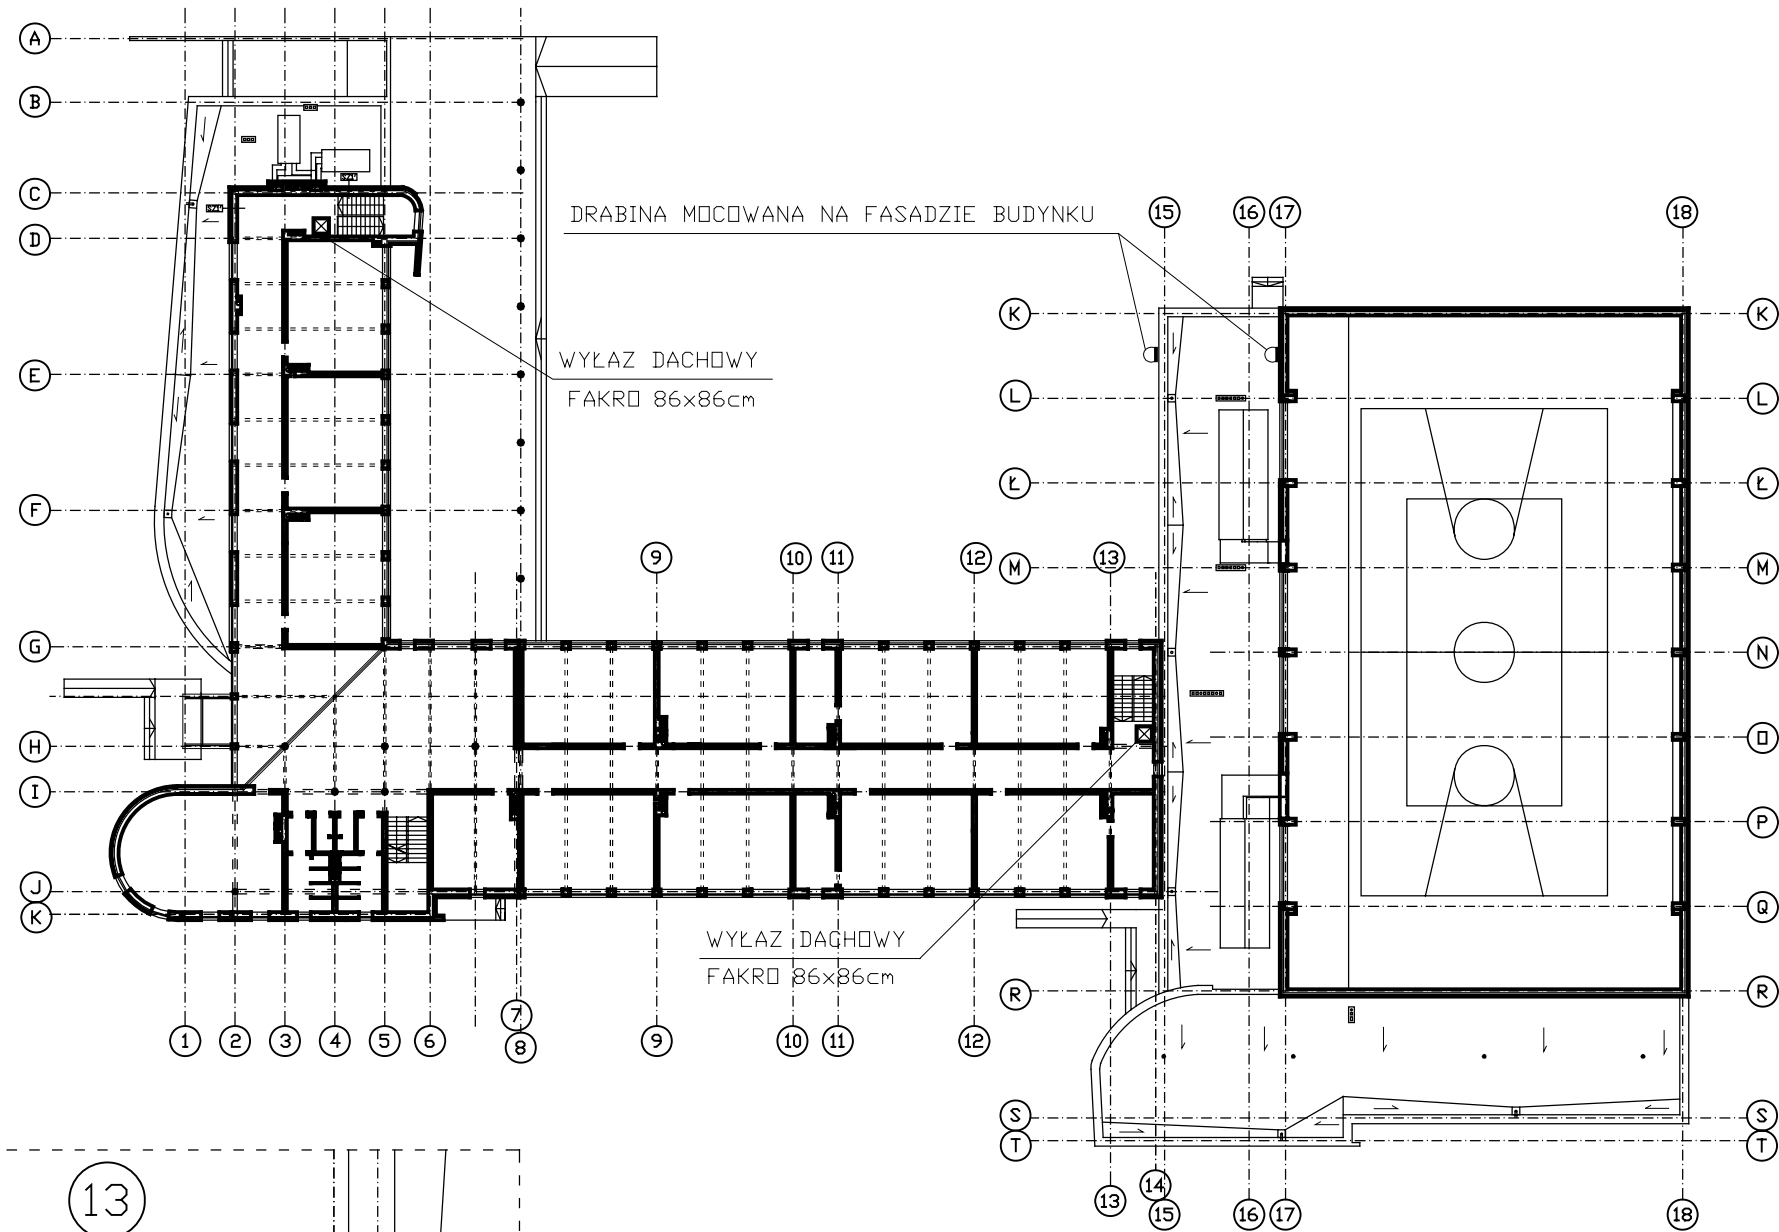 A
B
C
D
E
F
G
H
I
J
K
DRABINA MOCOWANA NA FASADZIE BUDYNKU
WYŁAZ DACHOWY
FAKRO 86x86cm
SZ1'
SZ1'
15
16
17
18
K
L
Ł
M
K
L
Ł
M
N
O
P
Q
R
S
T
9
10
11
12
13
WYŁAZ DACHOWY
FAKRO 86x86cm
R
S
T
1
2
3
4
5
6
7
8
9
10
11
12
13
14
15
16
17
18
13